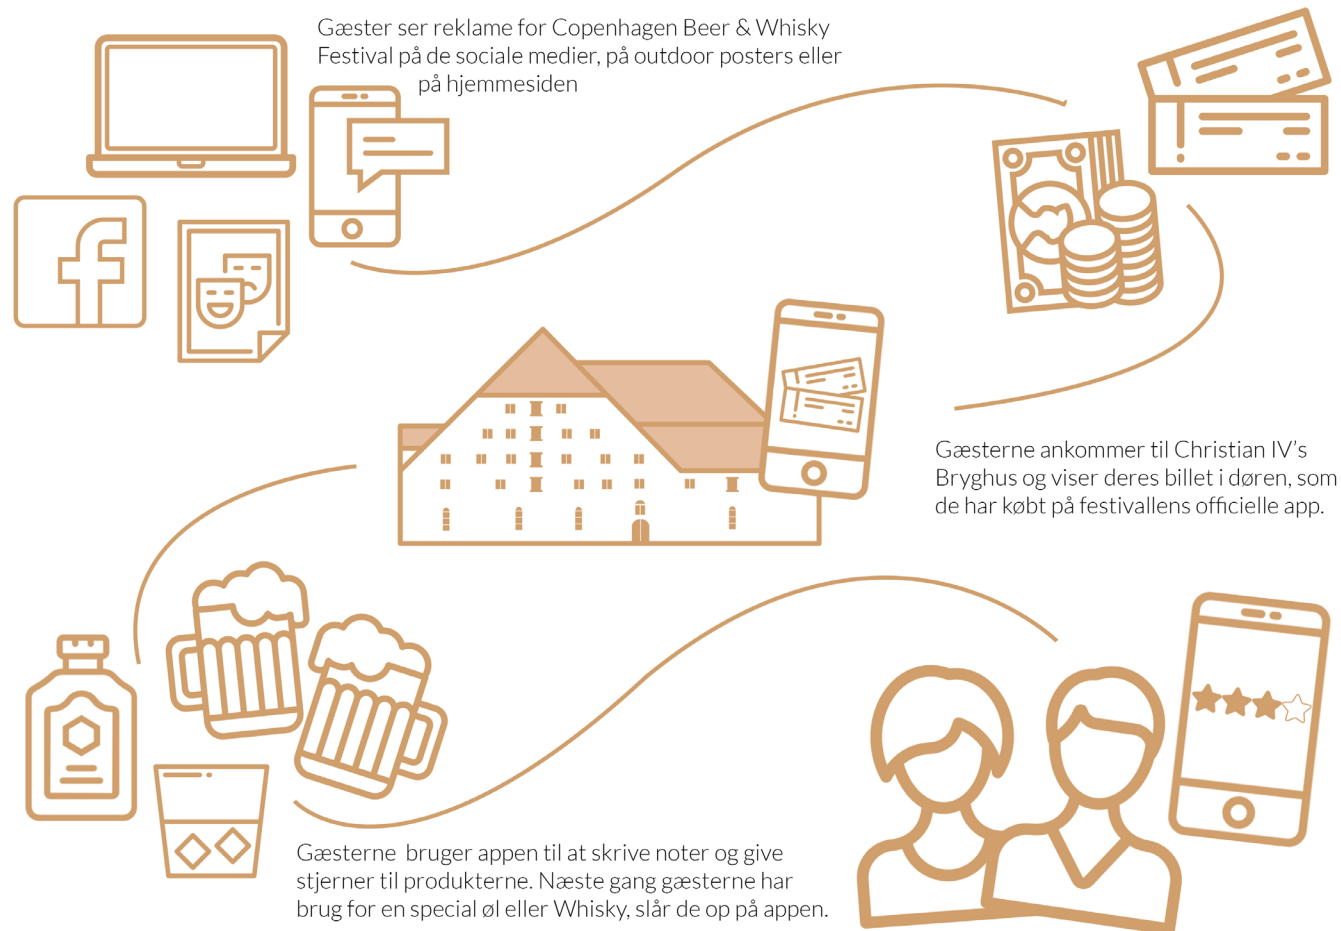 Gæster ser reklame for Copenhagen Beer & Whisky
Festival på de sociale medier, på outdoor posters eller
på hjemmesiden
Gæsterne ankommer til Christian IV's
Bryghus og viser deres billet i døren, som
de har købt på festivallens officielle app.
Gæsterne bruger appen til at skrive noter og give
stjerner til produkterne. Næste gang gæsterne har
brug for en special øl eller Whisky, slår de op på appen.